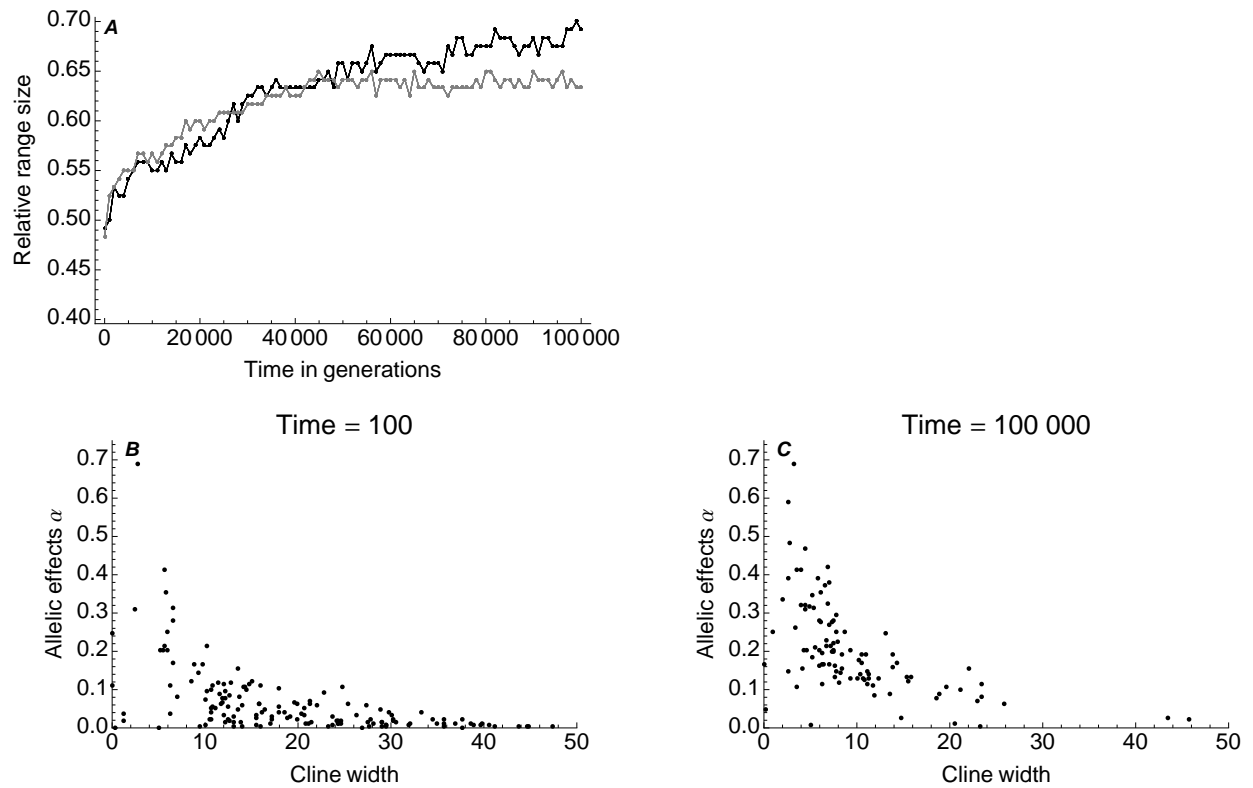 A
0.70
0.65
0.60
0.55
0.50
0.45
0.40
Relative range size
0 20 000 40 000 60 000 80 000 100 000
Time in generations
Time = 100
B
0.7
0.6
0.5
0.4
0.3
0.2
0.1
0.0
Allelic effects α
0 10 20 30 40 50
Cline width
Time = 100 000
C
0.7
0.6
0.5
0.4
0.3
0.2
0.1
0.0
Allelic effects α
0 10 20 30 40 50
Cline width